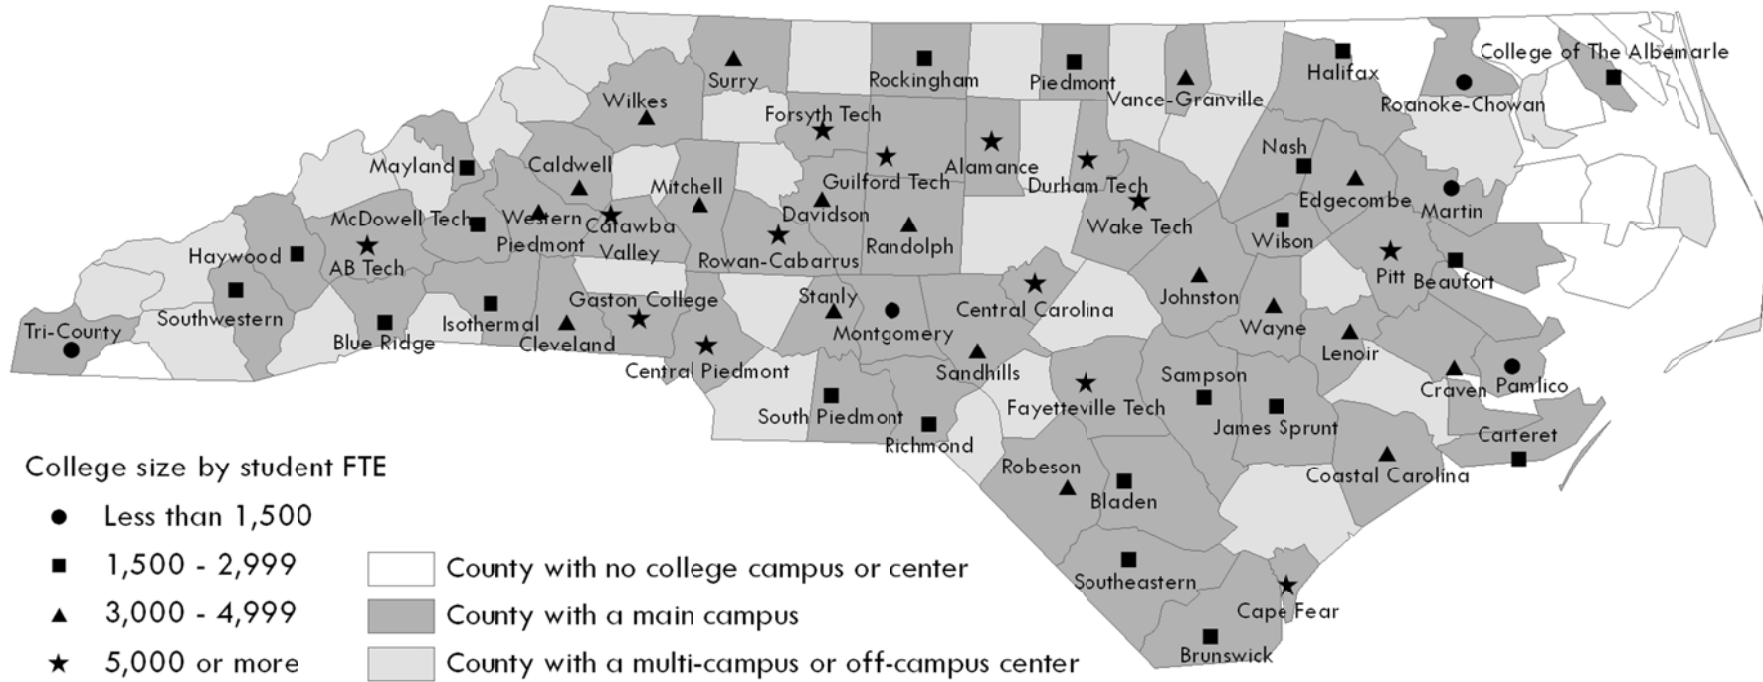 Surry
Rockingham
Piedmont
Vance-Granville
Halifax
College of The Albemarle
Roanoke-Chowan
Wilkes
Forsyth Tech
Mayland
Caldwell
Mitchell
Guilford Tech
Alamance
Durham Tech
Nash
Edgecombe
Martin
McDowell Tech
Western
Piedmont
Catawba
Valley
Davidson
Randolph
Wake Tech
Wilson
Haywood
AB Tech
Rowan-Cabarrus
Pitt
Beaufort
Tri-County
Southwestern
Blue Ridge
Isothermal
Cleveland
Gaston College
Stanly
Montgomery
Central Carolina
Johnston
Wayne
Lenoir
Central Piedmont
Sandhills
Craven
Pamlico
South Piedmont
Richmond
Fayetteville Tech
Sampson
James Sprunt
Carteret
Coastal Carolina
Robeson
Bladen
Southeastern
Cape Fear
Brunswick
College size by student FTE
Less than 1,500
1,500 - 2,999
3,000 - 4,999
5,000 or more
County with no college campus or center
County with a main campus
County with a multi-campus or off-campus center